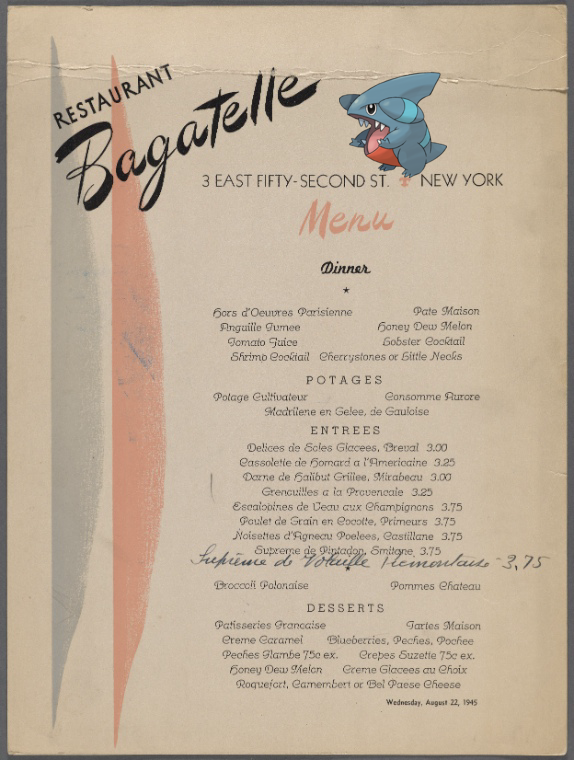 RESTAURANT
Bagatelle
3 EAST FIFTY-SECOND ST. NEW YORK
Menu
Dinner
Hors d'Oeuvres Parisienne Pate Maison
Anguille Fumee Honey Dew Melon
Tomato Juice Lobster Cocktail
Shrimp Cocktail Cherrystones or Little Necks
POTAGES
Potage Cultivateur Consomme Aurore
Madrilene en Gelee, de Gauloise
ENTREES
Delices de Soles Glacees, Breval 3.00
Cassolette de Homard a l'Americaine 3.25
Darne de Halibut Grillee, Mirabeau 3.00
Grenouilles a la Provencale 3.25
Escalopines de Veau aux Champignons 3.75
Poulet de Grain en Cocotte, Primeurs 3.75
Noisettes d'Agneau Poelees, Castillane 3.75
Supreme de Pintadon, Smitane 3.75
Suprême de Volaille Piemontaise - 3,75
Broccoli Polonaise Pommes Chateau
DESSERTS
Patisseries Francaise Tartes Maison
Creme Caramel Blueberries, Peches, Pochee
Peches Flambe 75c ex. Crepes Suzette 75c ex.
Honey Dew Melon Creme Glacees au Choix
Roquefort, Camembert or Bel Paese Cheese
Wednesday, August 22, 1945